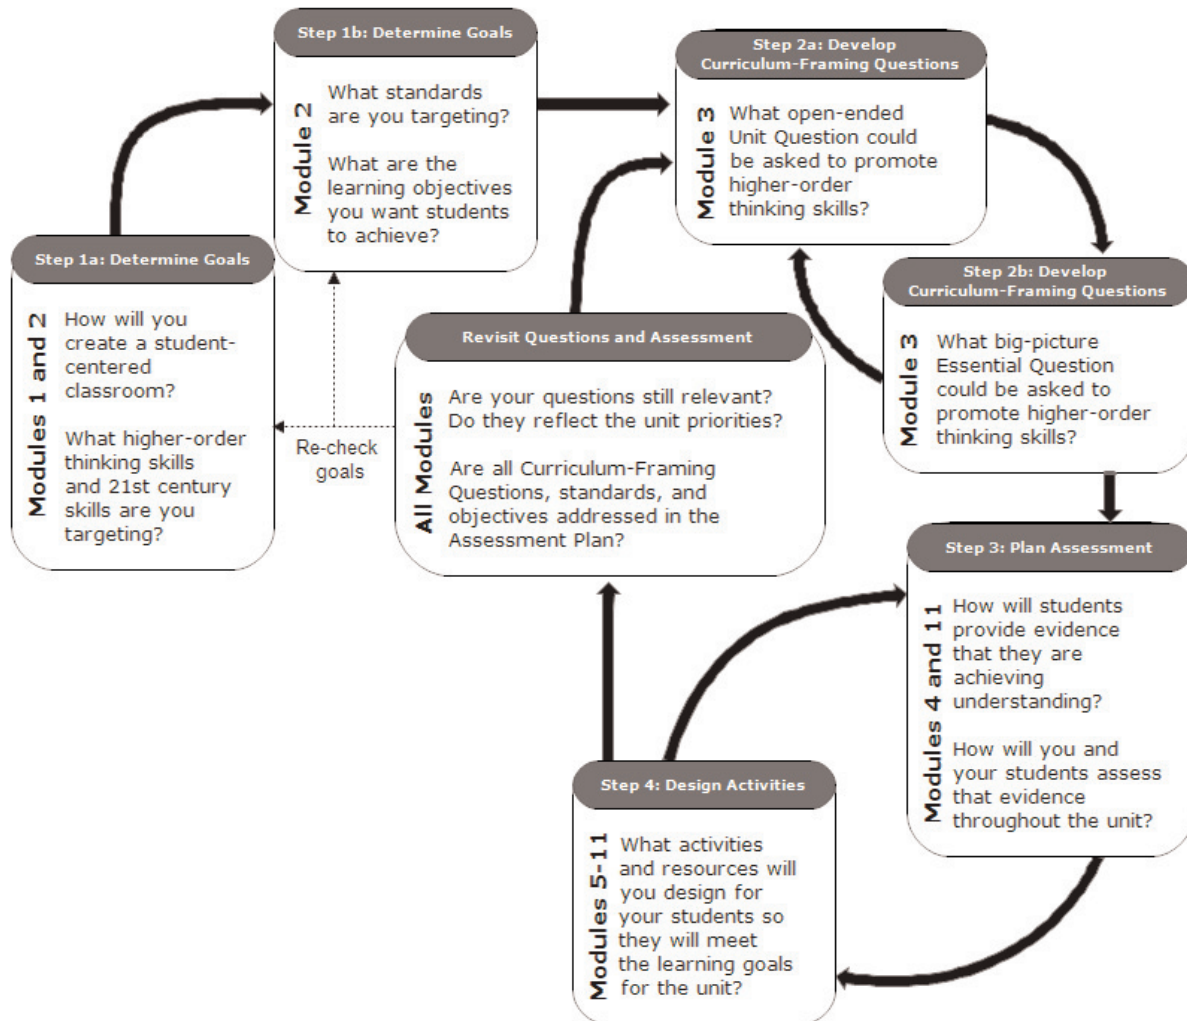 Step 1b: Determine Goals
Module 2
What standards
are you targeting?
What are the
learning objectives
you want students
to achieve?
Step 2a: Develop
Curriculum-Framing Questions
Module 3
What open-ended
Unit Question could
be asked to promote
higher-order
thinking skills?
Step 1a: Determine Goals
Modules 1 and 2
How will you
create a student-
centered
classroom?
What higher-order
thinking skills
and 21st century
skills are you
targeting?
Re-check
goals
Revisit Questions and Assessment
All Modules
Are your questions still relevant?
Do they reflect the unit priorities?
Are all Curriculum-Framing
Questions, standards, and
objectives addressed in the
Assessment Plan?
Step 2b: Develop
Curriculum-Framing Questions
Module 3
What big-picture
Essential Question
could be asked to
promote higher-order
thinking skills?
Step 3: Plan Assessment
Modules 4 and 11
How will students
provide evidence
that they are
achieving
understanding?
How will you and
your students assess
that evidence
throughout the unit?
Step 4: Design Activities
Modules 5-11
What activities
and resources will
you design for
your students so
they will meet
the learning goals
for the unit?